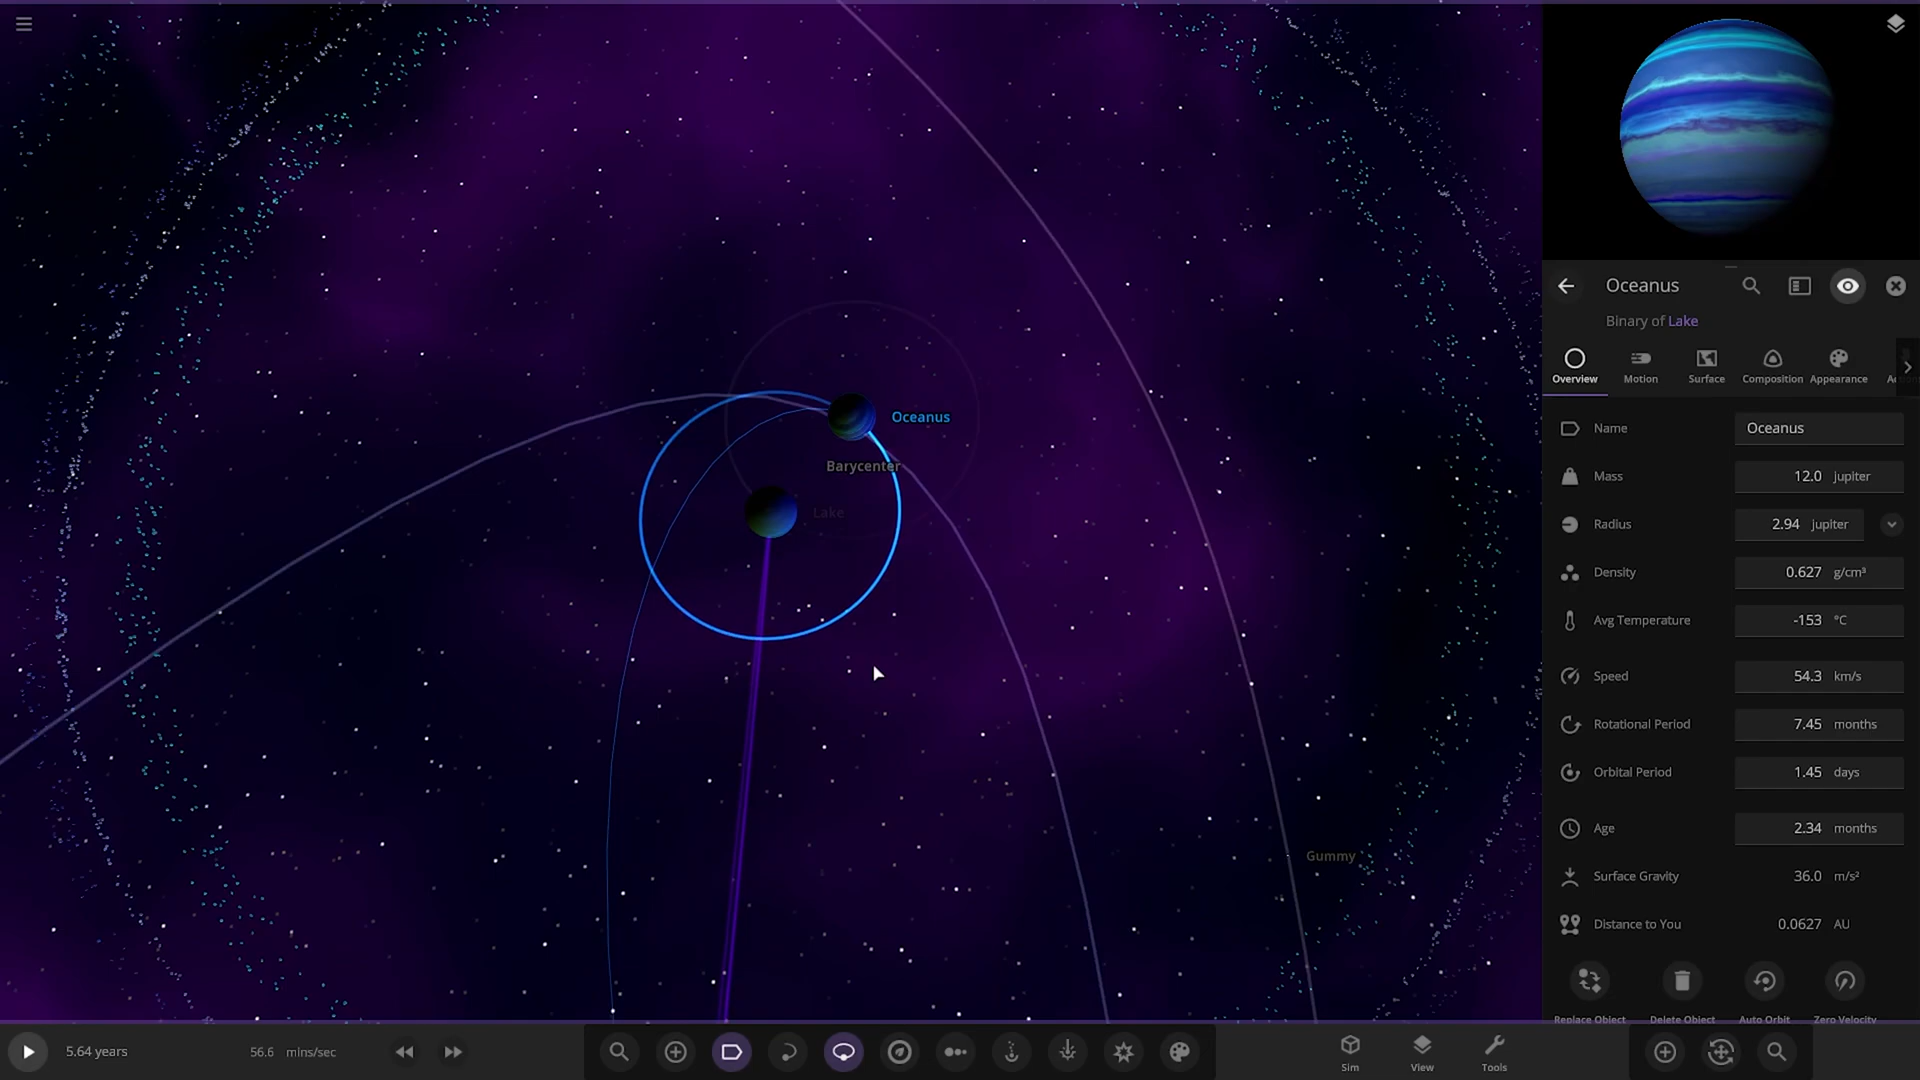 Oceanus
Binary of Lake
Overview
Motion
Surface
Composition
Appearance
Name Oceanus
Mass 12.0 Jupiter
Radius 2.94 Jupiter
Density 0.627 g/cm³
Avg Temperature -153 °C
Speed 54.3 km/s
Rotational Period 7.45 months
Orbital Period 1.45 days
Age 2.34 months
Surface Gravity 36.0 m/s²
Distance to You 0.0627 AU
Replace Object
Delete Object
Auto Orbit
Zero Velocity
Oceanus
Barycenter
Lake
Gummy
5.64 years
56.6 mins/sec
Sim
View
Tools